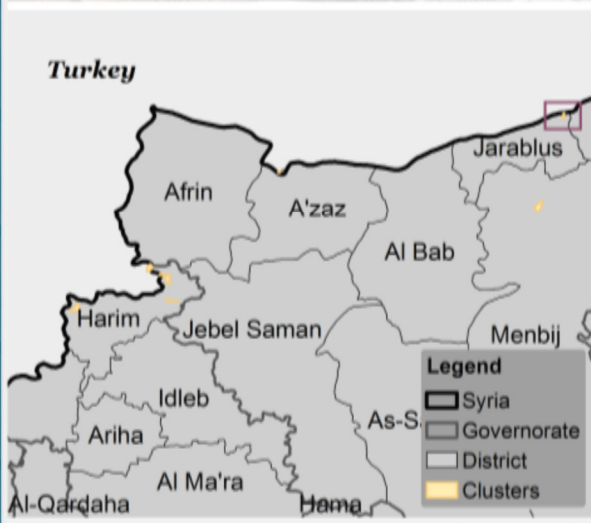 Turkey
Jarablus
Afrin
A'zaz
Al Bab
Harim
Jebel Saman
Menbij
Legend
Syria
Governorate
District
Clusters
Idleb
As-S
Ariha
Al Ma'ra
Al-Qardaha
Hama